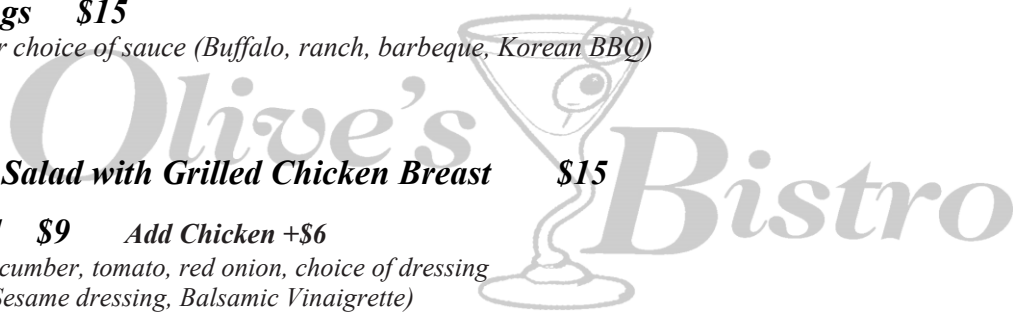 gs $15
r choice of sauce (Buffalo, ranch, barbeque, Korean BBQ)
Olive's Bistro
Salad with Grilled Chicken Breast $15
$9 Add Chicken +$6
cumber, tomato, red onion, choice of dressing
Sesame dressing, Balsamic Vinaigrette)